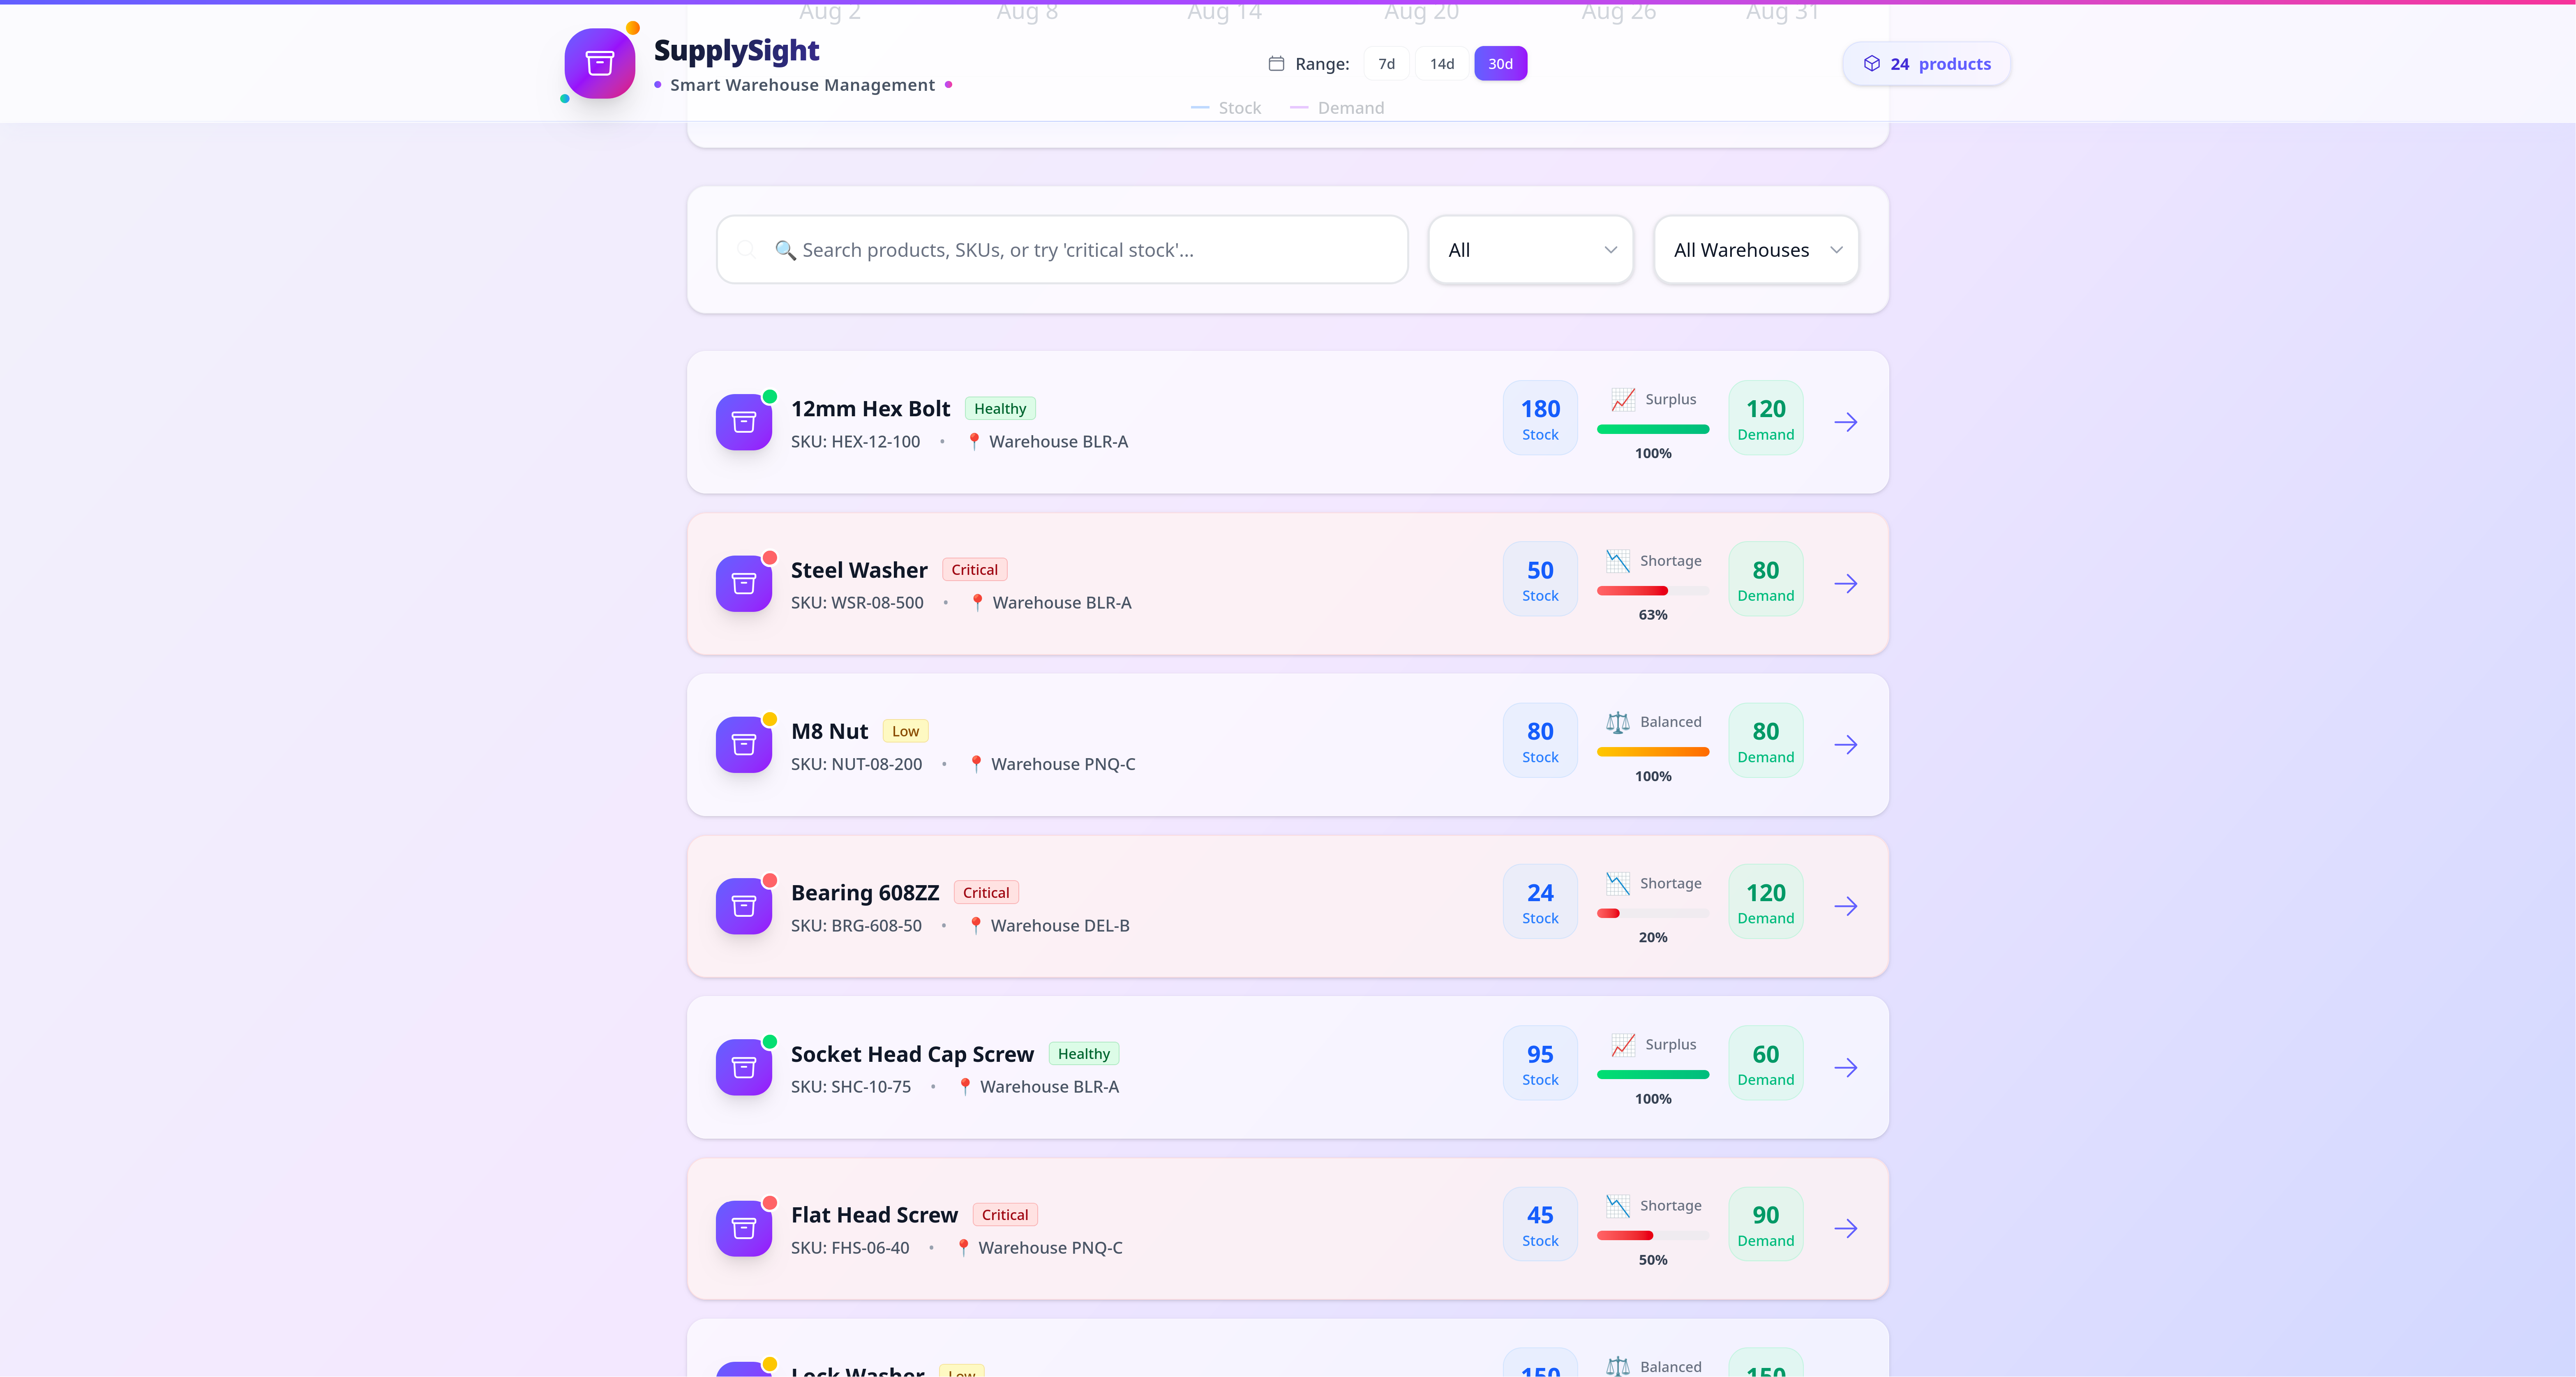 Aug 2 Aug 8 Aug 14 Aug 20 Aug 26 Aug 31
SupplySight
Smart Warehouse Management
Range: 7d 14d 30d
24 products
Stock Demand
🔍 Search products, SKUs, or try 'critical stock'...
All
All Warehouses
12mm Hex Bolt Healthy
SKU: HEX-12-100 • 📍 Warehouse BLR-A
180 Stock
📈 Surplus
100%
120 Demand
Steel Washer Critical
SKU: WSR-08-500 • 📍 Warehouse BLR-A
50 Stock
📉 Shortage
63%
80 Demand
M8 Nut Low
SKU: NUT-08-200 • 📍 Warehouse PNQ-C
80 Stock
⚖️ Balanced
100%
80 Demand
Bearing 608ZZ Critical
SKU: BRG-608-50 • 📍 Warehouse DEL-B
24 Stock
📉 Shortage
20%
120 Demand
Socket Head Cap Screw Healthy
SKU: SHC-10-75 • 📍 Warehouse BLR-A
95 Stock
📈 Surplus
100%
60 Demand
Flat Head Screw Critical
SKU: FHS-06-40 • 📍 Warehouse PNQ-C
45 Stock
📉 Shortage
50%
90 Demand
Lock Washer Low
150
⚖️ Balanced
150